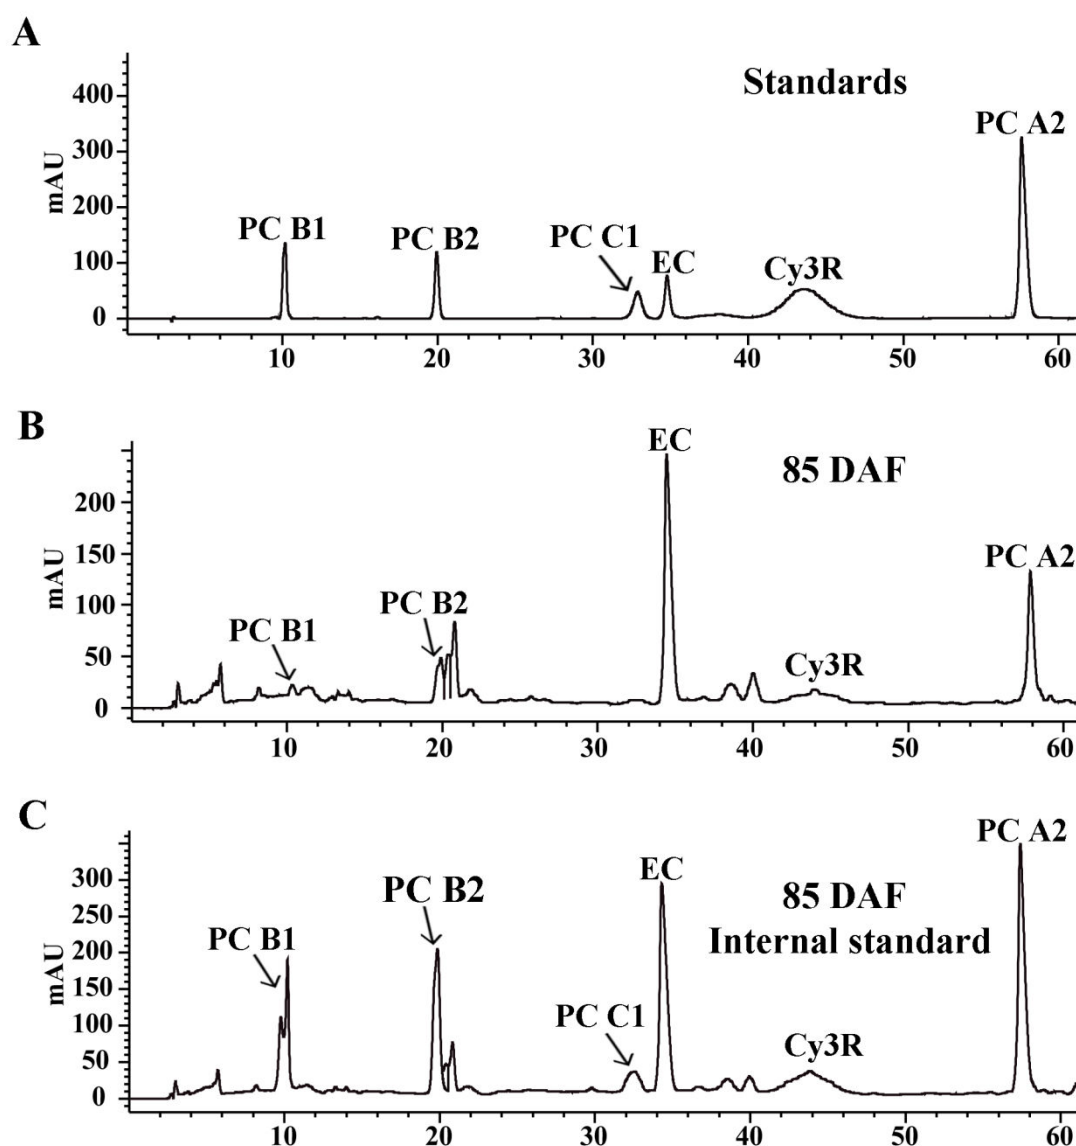 A
Standards
PC A2
PC B1
PC B2
PC C1
EC
Cy3R
mAU
400
300
200
100
0
10 20 30 40 50 60
B
EC
85 DAF
PC A2
PC B2
PC B1
Cy3R
mAU
200
150
100
50
0
10 20 30 40 50 60
C
PC A2
EC
PC B2
85 DAF
Internal standard
PC B1
PC C1
Cy3R
mAU
300
250
200
150
100
50
0
10 20 30 40 50 60